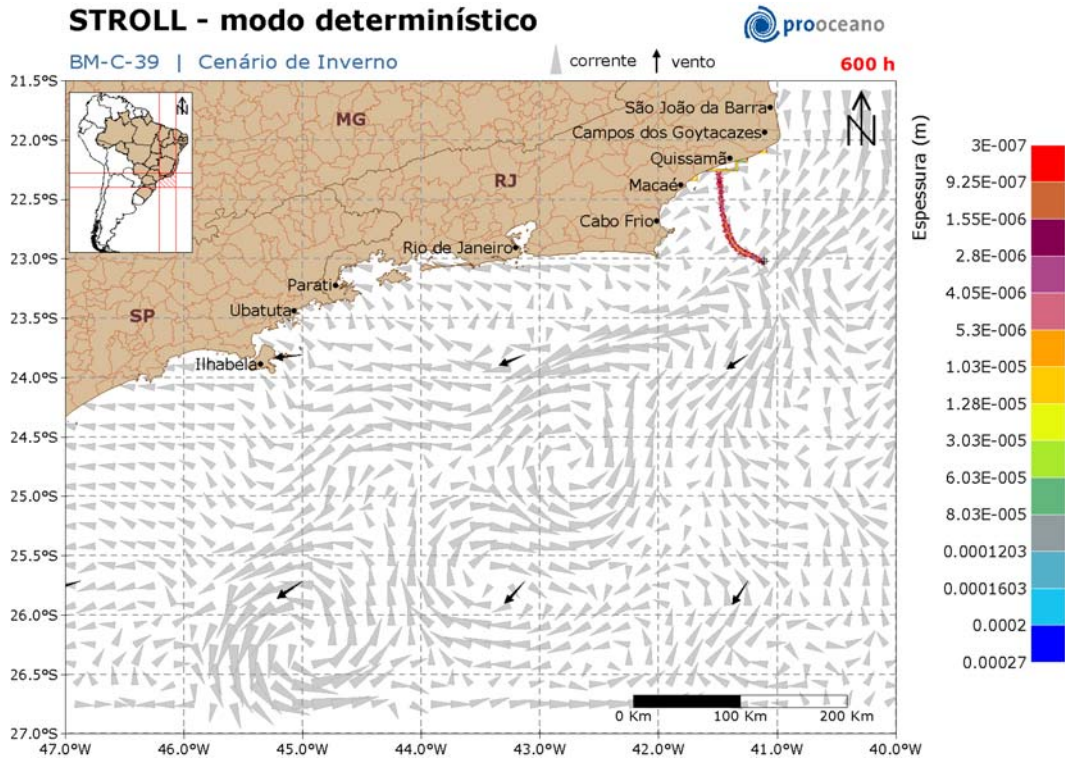 STROLL - modo determinístico
prooceano
BM-C-39 | Cenário de Inverno
corrente
vento
600 h
21.5°S
22.0°S
22.5°S
23.0°S
23.5°S
24.0°S
24.5°S
25.0°S
25.5°S
26.0°S
26.5°S
27.0°S
N
N
MG
RJ
SP
São João da Barra
Campos dos Goytacazes
Quissamã
Macaé
Cabo Frio
Rio de Janeiro
Parati
Ubatuta
Ilhabela
0 Km
100 Km
200 Km
47.0°W
46.0°W
45.0°W
44.0°W
43.0°W
42.0°W
41.0°W
40.0°W
Espessura (m)
3E-007
9.25E-007
1.55E-006
2.8E-006
4.05E-006
5.3E-006
1.03E-005
1.28E-005
3.03E-005
6.03E-005
8.03E-005
0.0001203
0.0001603
0.0002
0.00027